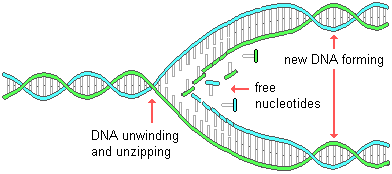 new DNA forming
free
nucleotides
DNA unwinding
and unzipping